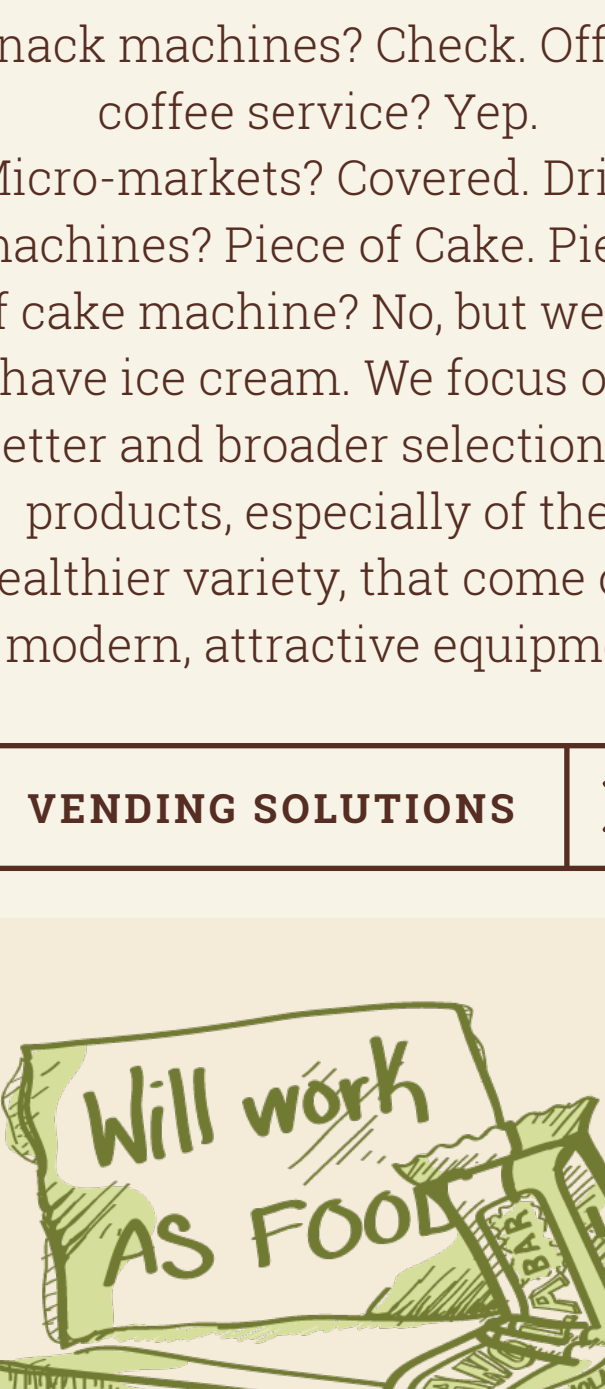 nack machines? Check. Off
coffee service? Yep.
Micro-markets? Covered. Dri
machines? Piece of Cake. Pie
f cake machine? No, but we
have ice cream. We focus o
etter and broader selection
products, especially of the
ealthier variety, that come o
modern, attractive equipme
VENDING SOLUTIONS
Will work
AS FOOD
BAR